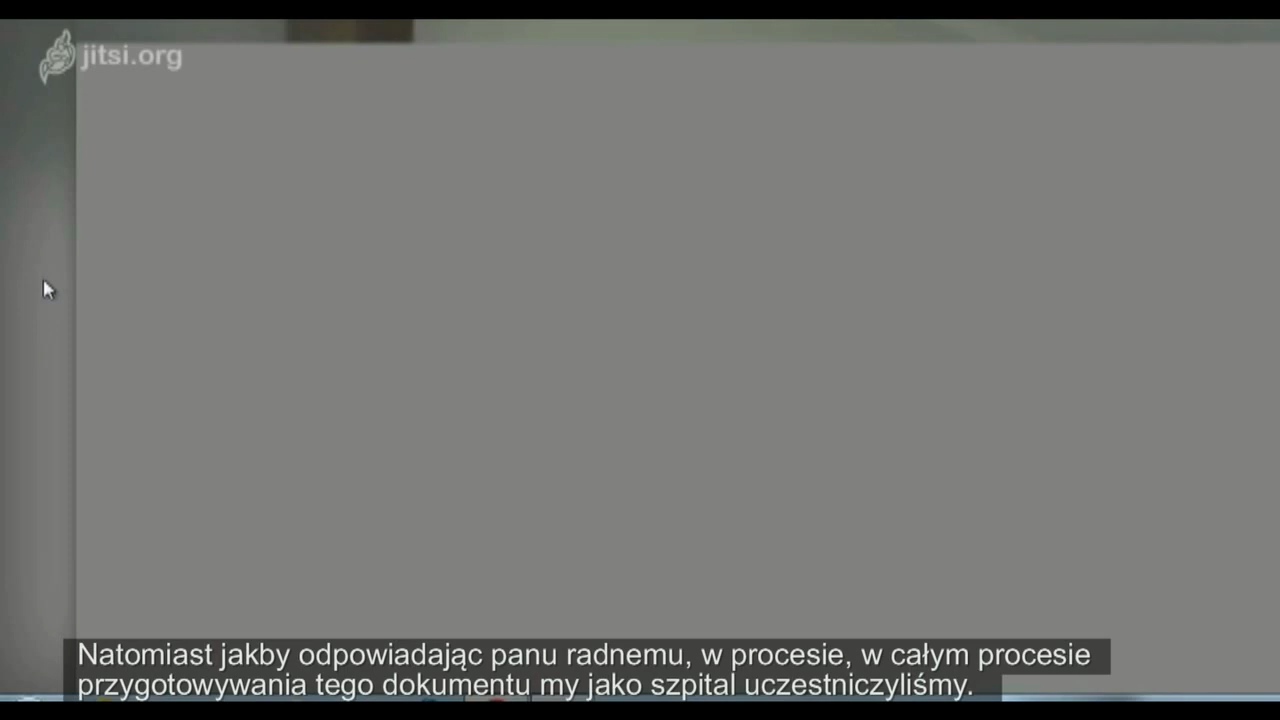 jitsi.org
Natomiast jakby odpowiadając panu radnemu, w procesie, w całym procesie
przygotowywania tego dokumentu my jako szpital uczestniczyliśmy.